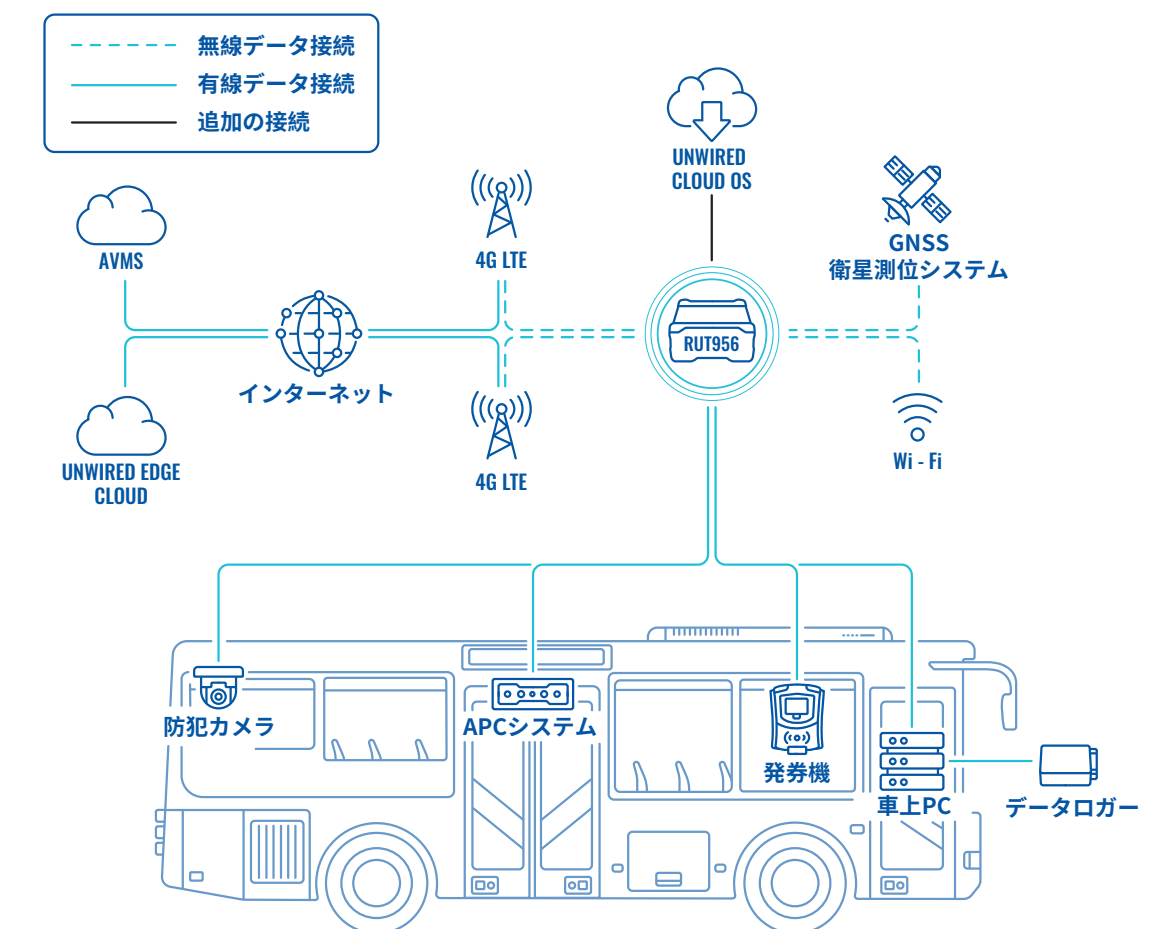 無線データ接続
有線データ接続
追加の接続
UNWIRED
CLOUD OS
AVMS
4G LTE
GNSS
衛星測位システム
RUT956
インターネット
UNWIRED EDGE
CLOUD
4G LTE
Wi - Fi
防犯カメラ
APCシステム
発券機
車上PC
データロガー